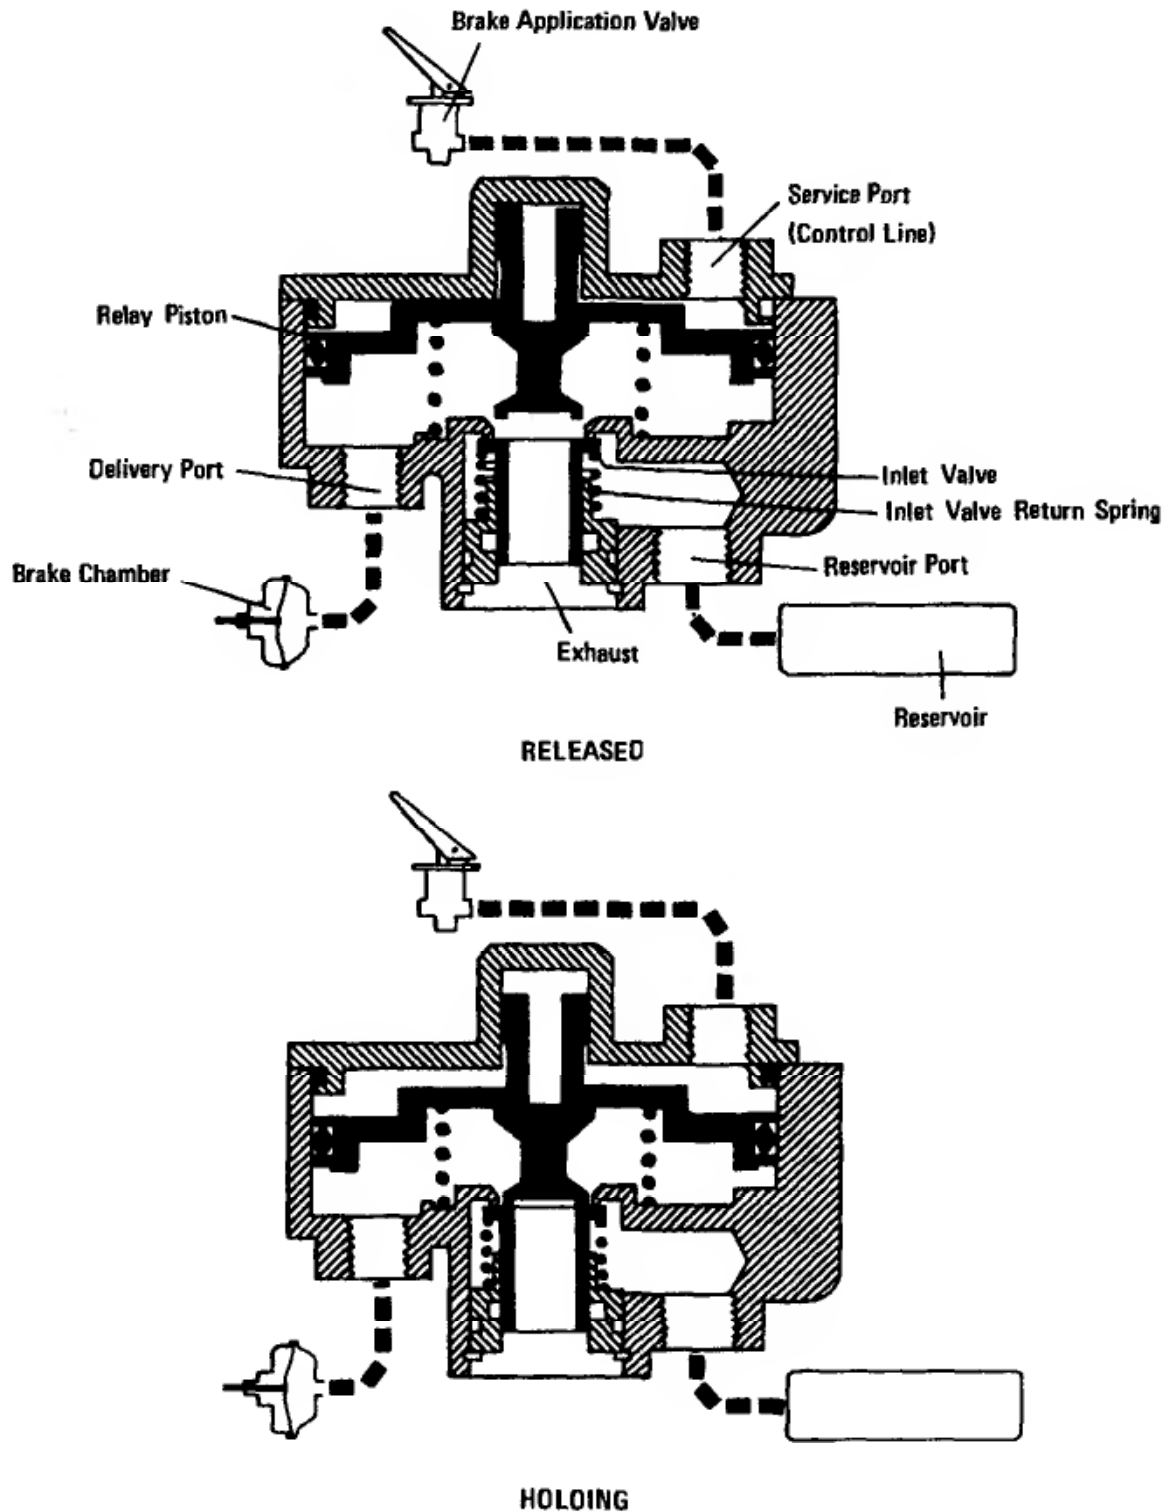 Brake Application Valve
Service Port
(Control Line)
Relay Piston
Delivery Port
Inlet Valve
Inlet Valve Return Spring
Brake Chamber
Reservoir Port
Exhaust
Reservoir
RELEASED
HOLDING